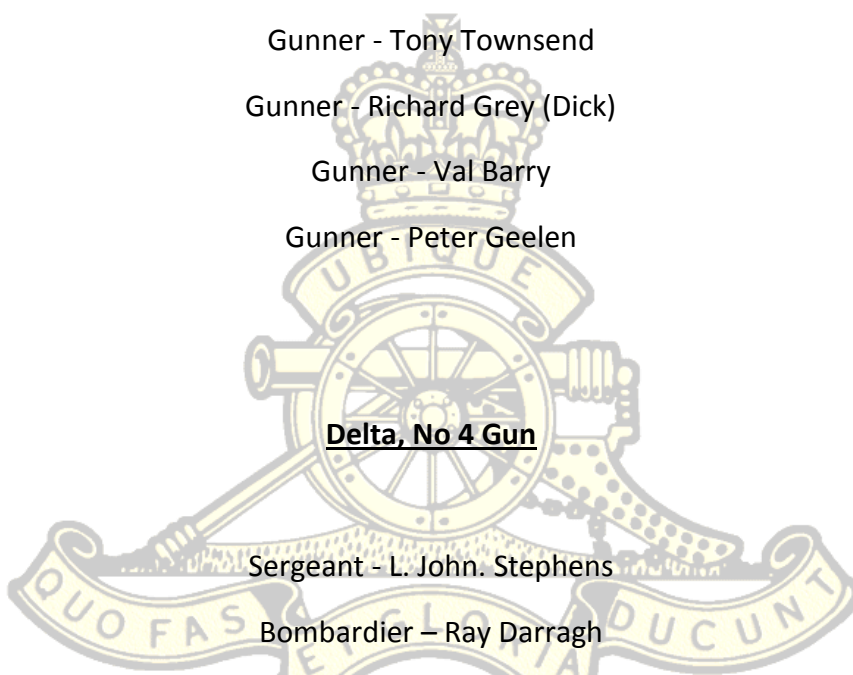 Gunner - Tony Townsend
Gunner - Richard Grey (Dick)
Gunner - Val Barry
Gunner - Peter Geelen
UBIQUE
Delta, No 4 Gun
Sergeant - L. John. Stephens
Bombardier – Ray Darragh
QUO FAS ET GLORIA DUCUNT